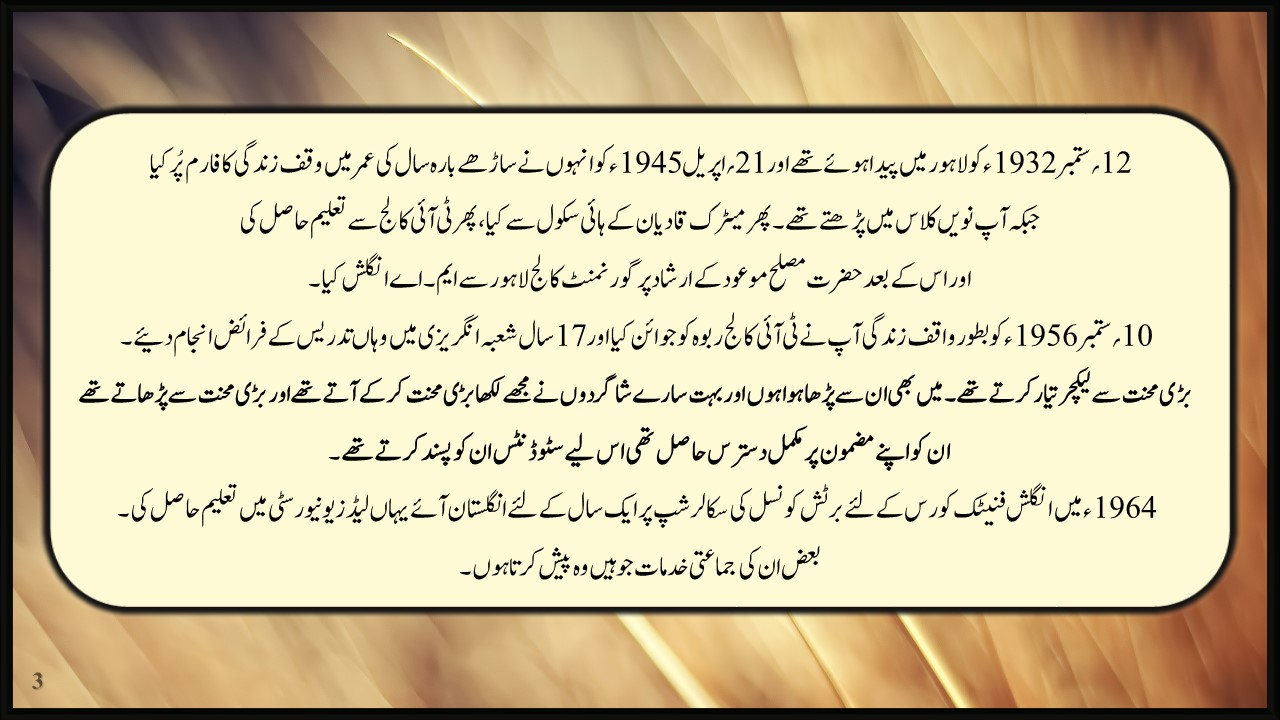 12؍ستمبر1932ء کو لاہور میں پیدا ہوئے تھے اور 21؍اپریل1945ء کو انہوں نے ساڑھے بارہ سال کی عمر میں وقف زندگی کا فارم پُر کیا
جبکہ آپ نویں کلاس میں پڑھتے تھے۔ پھر میٹرک قادیان کے ہائی سکول سے کیا، پھر ٹی آئی کالج سے تعلیم حاصل کی
اور اس کے بعد حضرت مصلح موعود کے ارشاد پر گورنمنٹ کالج لاہور سے ایم۔اے انگلش کیا۔
10؍ستمبر1956ء کو بطور واقف زندگی آپ نے ٹی آئی کالج ربوہ کو جوائن کیا اور 17 سال شعبہ انگریزی میں وہاں تدریس کے فرائض انجام دیئے۔
بڑی محنت سے لیکچر تیار کرتے تھے۔ میں بھی ان سے پڑھا ہوا ہوں اور بہت سارے شاگردوں نے مجھے لکھا بڑی محنت کر کے آتے تھے اور بڑی محنت سے پڑھاتے تھے
ان کو اپنے مضمون پر مکمل دسترس حاصل تھی اس لیے سٹوڈنٹس ان کو پسند کرتے تھے۔
1964ء میں انگلش فنیٹک کورس کے لئے برٹش کونسل کی سکالرشپ پر ایک سال کے لئے انگلستان آئے یہاں لیڈز یونیورسٹی میں تعلیم حاصل کی۔
بعض ان کی جماعتی خدمات جو ہیں وہ پیش کرتا ہوں۔
3